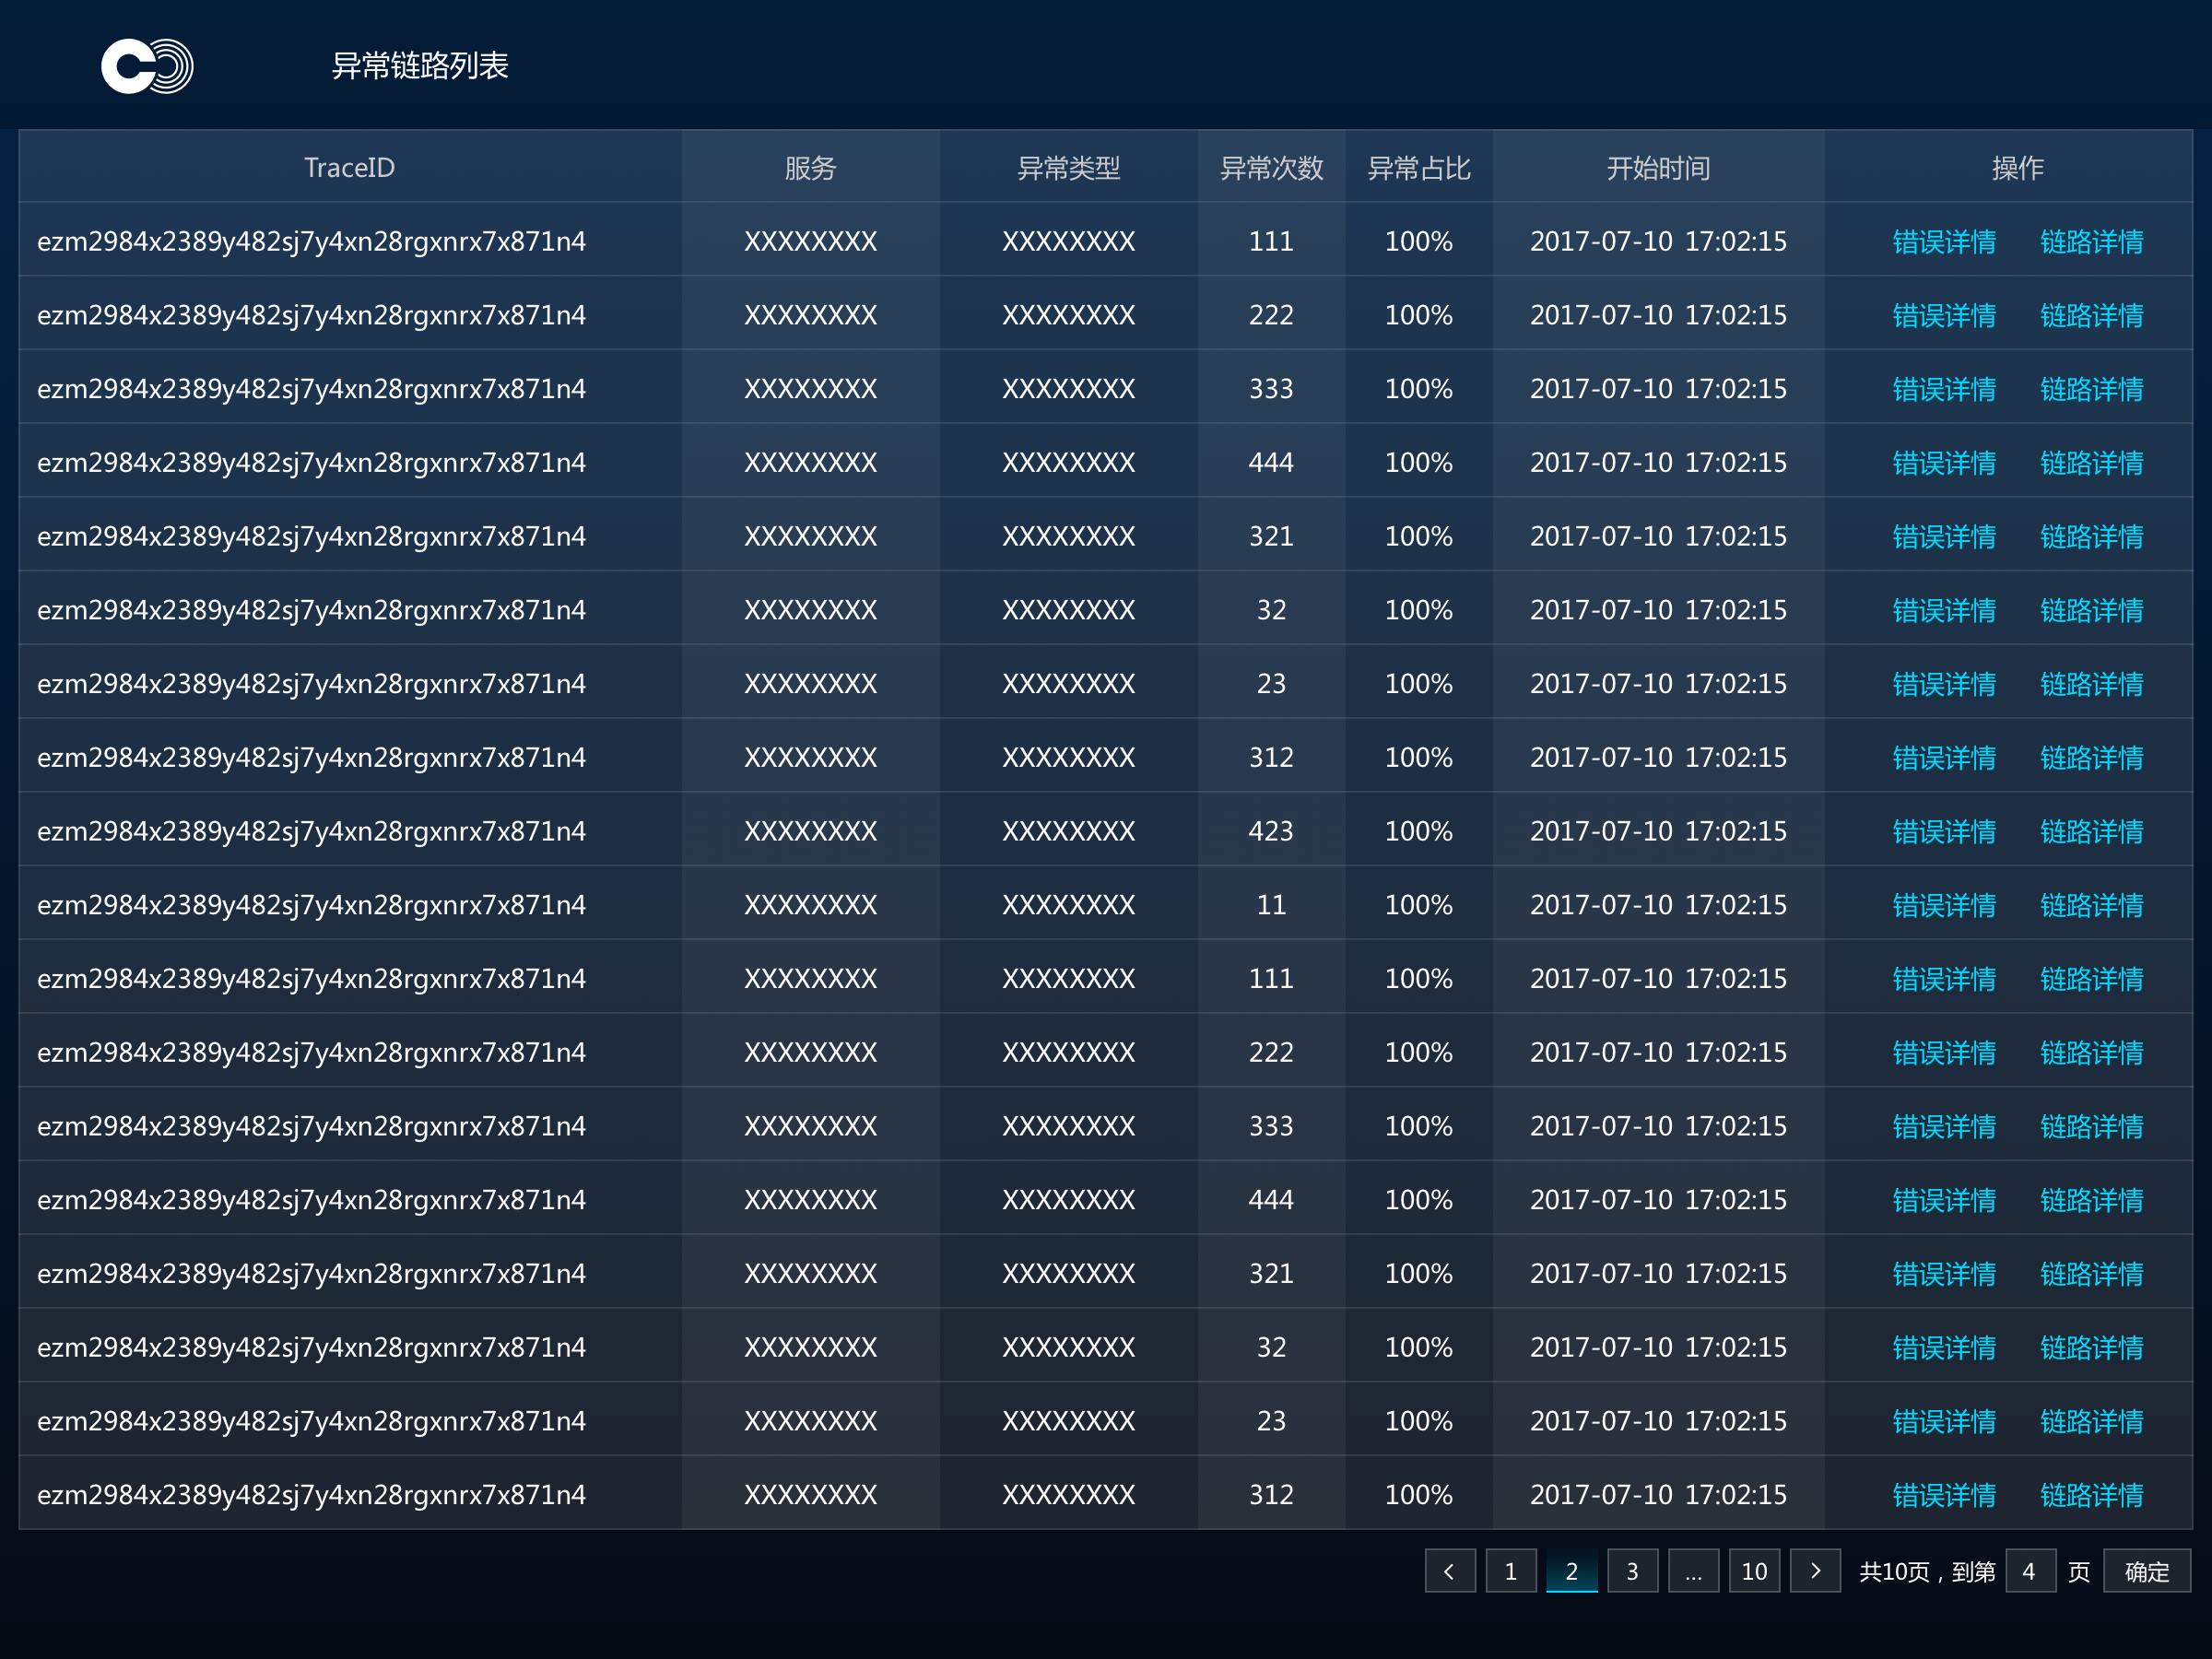 异常链路列表
TraceID 服务 异常类型 异常次数 异常占比 开始时间 操作
ezm2984x2389y482sj7y4xn28rgxnrx7x871n4 XXXXXXXX XXXXXXXX 111 100% 2017-07-10 17:02:15 错误详情 链路详情
ezm2984x2389y482sj7y4xn28rgxnrx7x871n4 XXXXXXXX XXXXXXXX 222 100% 2017-07-10 17:02:15 错误详情 链路详情
ezm2984x2389y482sj7y4xn28rgxnrx7x871n4 XXXXXXXX XXXXXXXX 333 100% 2017-07-10 17:02:15 错误详情 链路详情
ezm2984x2389y482sj7y4xn28rgxnrx7x871n4 XXXXXXXX XXXXXXXX 444 100% 2017-07-10 17:02:15 错误详情 链路详情
ezm2984x2389y482sj7y4xn28rgxnrx7x871n4 XXXXXXXX XXXXXXXX 321 100% 2017-07-10 17:02:15 错误详情 链路详情
ezm2984x2389y482sj7y4xn28rgxnrx7x871n4 XXXXXXXX XXXXXXXX 32 100% 2017-07-10 17:02:15 错误详情 链路详情
ezm2984x2389y482sj7y4xn28rgxnrx7x871n4 XXXXXXXX XXXXXXXX 23 100% 2017-07-10 17:02:15 错误详情 链路详情
ezm2984x2389y482sj7y4xn28rgxnrx7x871n4 XXXXXXXX XXXXXXXX 312 100% 2017-07-10 17:02:15 错误详情 链路详情
ezm2984x2389y482sj7y4xn28rgxnrx7x871n4 XXXXXXXX XXXXXXXX 423 100% 2017-07-10 17:02:15 错误详情 链路详情
ezm2984x2389y482sj7y4xn28rgxnrx7x871n4 XXXXXXXX XXXXXXXX 11 100% 2017-07-10 17:02:15 错误详情 链路详情
ezm2984x2389y482sj7y4xn28rgxnrx7x871n4 XXXXXXXX XXXXXXXX 111 100% 2017-07-10 17:02:15 错误详情 链路详情
ezm2984x2389y482sj7y4xn28rgxnrx7x871n4 XXXXXXXX XXXXXXXX 222 100% 2017-07-10 17:02:15 错误详情 链路详情
ezm2984x2389y482sj7y4xn28rgxnrx7x871n4 XXXXXXXX XXXXXXXX 333 100% 2017-07-10 17:02:15 错误详情 链路详情
ezm2984x2389y482sj7y4xn28rgxnrx7x871n4 XXXXXXXX XXXXXXXX 444 100% 2017-07-10 17:02:15 错误详情 链路详情
ezm2984x2389y482sj7y4xn28rgxnrx7x871n4 XXXXXXXX XXXXXXXX 321 100% 2017-07-10 17:02:15 错误详情 链路详情
ezm2984x2389y482sj7y4xn28rgxnrx7x871n4 XXXXXXXX XXXXXXXX 32 100% 2017-07-10 17:02:15 错误详情 链路详情
ezm2984x2389y482sj7y4xn28rgxnrx7x871n4 XXXXXXXX XXXXXXXX 23 100% 2017-07-10 17:02:15 错误详情 链路详情
ezm2984x2389y482sj7y4xn28rgxnrx7x871n4 XXXXXXXX XXXXXXXX 312 100% 2017-07-10 17:02:15 错误详情 链路详情
< 1 2 3 ... 10 > 共10页，到第 4 页 确定